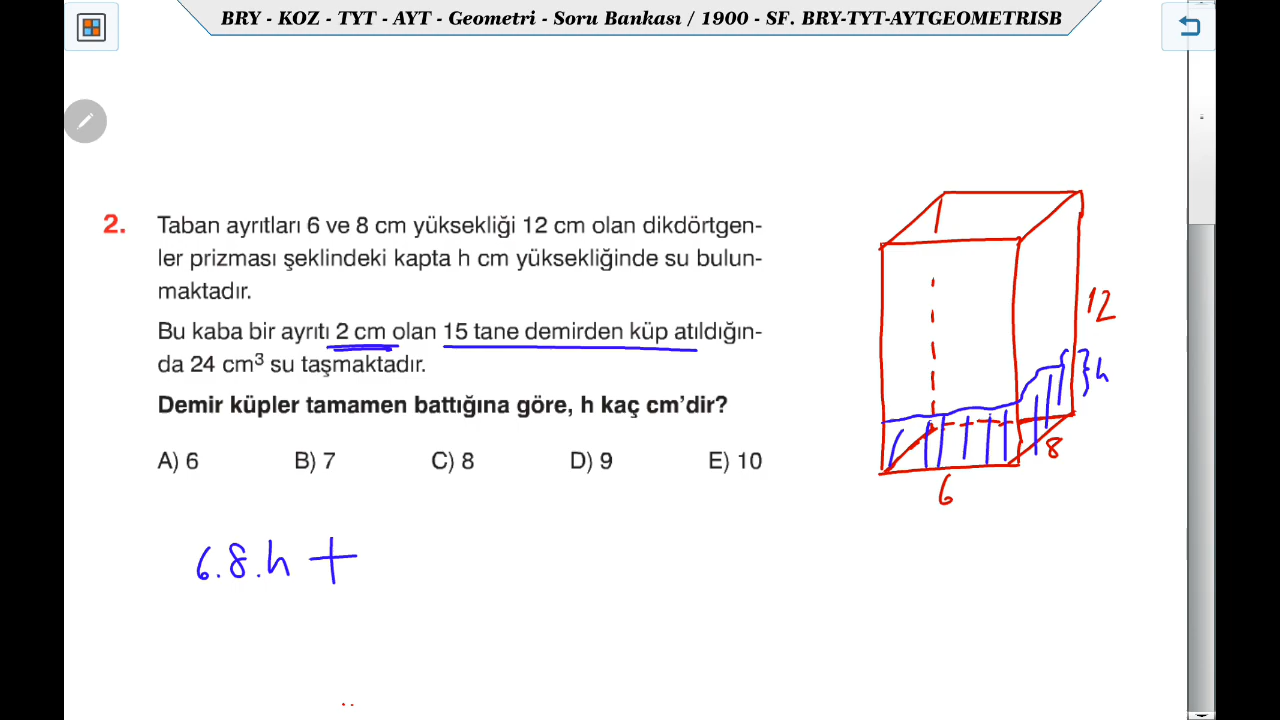 BRY - KOZ - TYT - AYT - Geometri - Soru Bankası / 1900 - SF. BRY-TYT-AYTGEOMETRISB
2. Taban ayrıtları 6 ve 8 cm yüksekliği 12 cm olan dikdörtgen-
ler prizması şeklindeki kapta h cm yüksekliğinde su bulun-
maktadır.
Bu kaba bir ayrıti 2 cm olan 15 tane demirden küp atıldığın-
da 24 cm³ su taşmaktadır.
Demir küpler tamamen battığına göre, h kaç cm'dir?
A) 6 B) 7 C) 8 D) 9 E) 10
12
h
8
6
6.8.h +